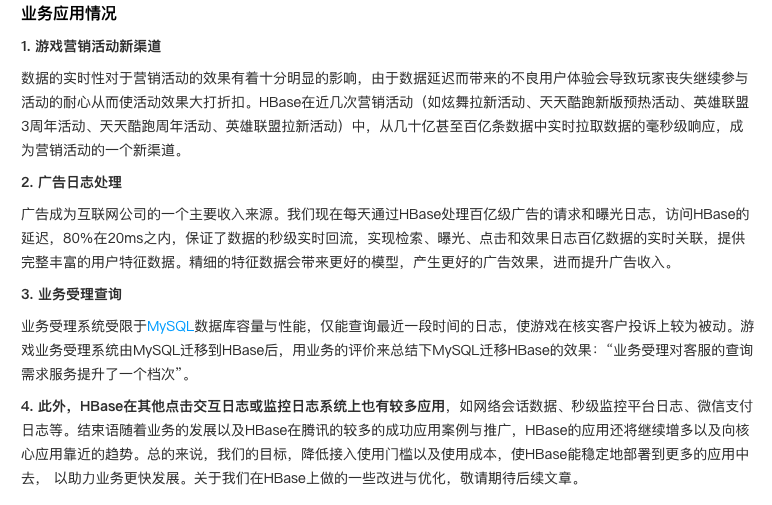 业务应用情况
1. 游戏营销活动新渠道
数据的实时性对于营销活动的效果有着十分明显的影响，由于数据延迟而带来的不良用户体验会导致玩家丧失继续参与
活动的耐心从而使活动效果大打折扣。HBase在近几次营销活动（如炫舞拉新活动、天天酷跑新版预热活动、英雄联盟
3周年活动、天天酷跑周年活动、英雄联盟拉新活动）中，从几十亿甚至百亿条数据中实时拉取数据的毫秒级响应，成
为营销活动的一个新渠道。
2. 广告日志处理
广告成为互联网公司的一个主要收入来源。我们现在每天通过HBase处理百亿级广告的请求和曝光日志，访问HBase的
延迟，80%在20ms之内，保证了数据的秒级实时回流，实现检索、曝光、点击和效果日志百亿数据的实时关联，提供
完整丰富的用户特征数据。精细的特征数据会带来更好的模型，产生更好的广告效果，进而提升广告收入。
3. 业务受理查询
业务受理系统受限于MySQL数据库容量与性能，仅能查询最近一段时间的日志，使游戏在核实客户投诉上较为被动。游
戏业务受理系统由MySQL迁移到HBase后，用业务的评价来总结下MySQL迁移HBase的效果：“业务受理对客服的查询
需求服务提升了一个档次”。
4. 此外，HBase在其他点击交互日志或监控日志系统上也有较多应用，如网络会话数据、秒级监控平台日志、微信支付
日志等。结束语随着业务的发展以及HBase在腾讯的较多的成功应用案例与推广，HBase的应用还将继续增多以及向核
心应用靠近的趋势。总的来说，我们的目标，降低接入使用门槛以及使用成本，使HBase能稳定地部署到更多的应用中
去， 以助力业务更快发展。关于我们在HBase上做的一些改进与优化，敬请期待后续文章。